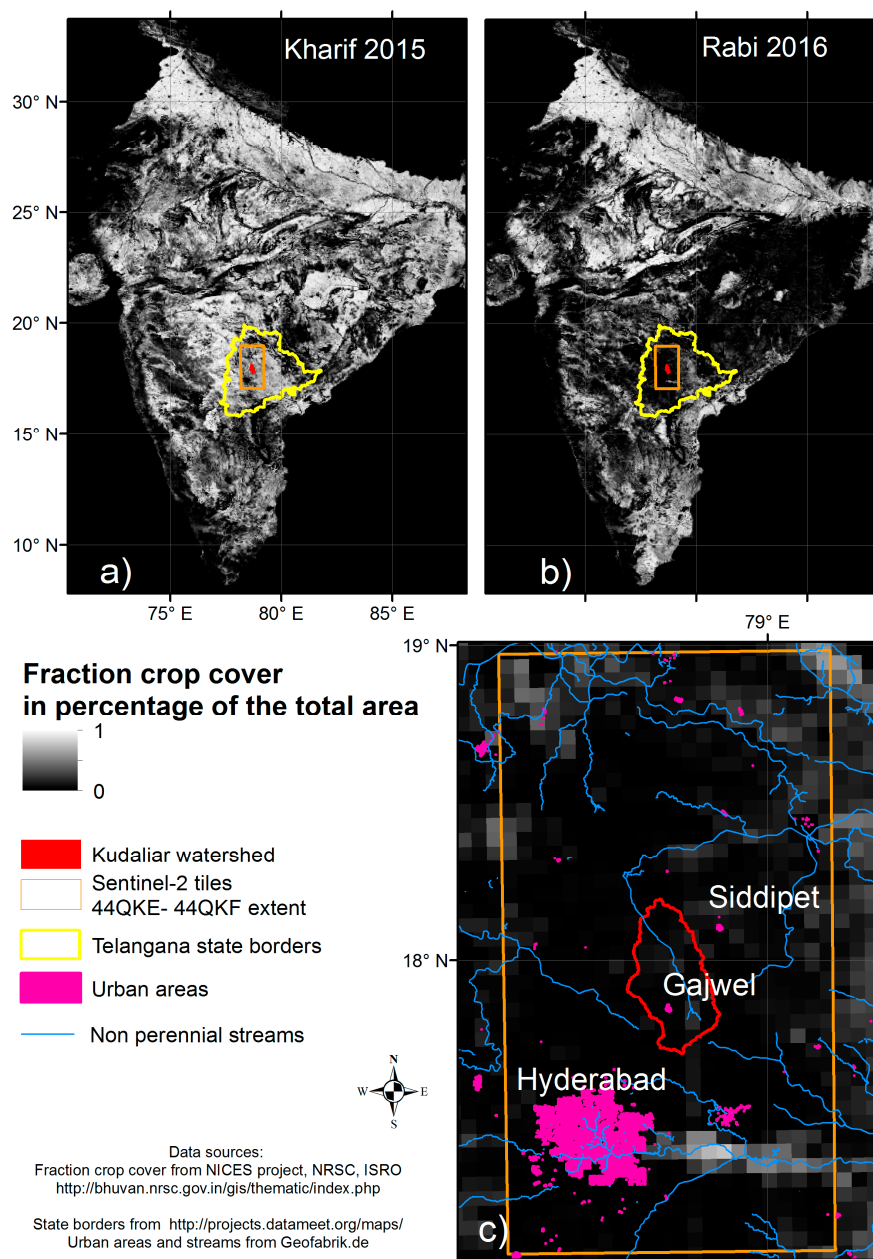 Kharif 2015
Rabi 2016
30° N
25° N
20° N
15° N
10° N
a)
b)
75° E
80° E
85° E
79° E
19° N
18° N
Fraction crop cover
in percentage of the total area
1
0
Kudaliar watershed
Sentinel-2 tiles
44QKE- 44QKF extent
Telangana state borders
Urban areas
Non perennial streams
N
W
E
S
Siddipet
Gajwel
Hyderabad
c)
Data sources:
Fraction crop cover from NICES project, NRSC, ISRO
http://bhuvan.nrsc.gov.in/gis/thematic/index.php
State borders from http://projects.datameet.org/maps/
Urban areas and streams from Geofabrik.de